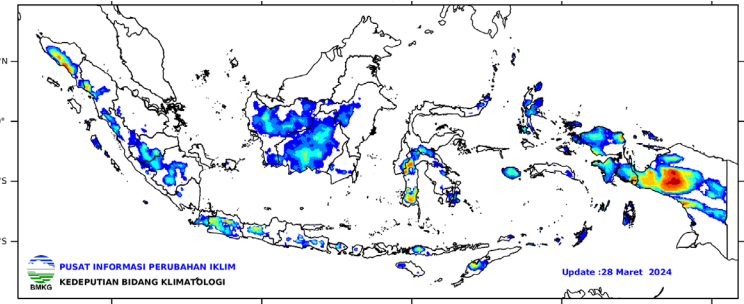 °N
°
°S
°S
PUSAT INFORMASI PERUBAHAN IKLIM
Update :28 Maret 2024
KEDEPUTIAN BIDANG KLIMATOLOGI
BMKG